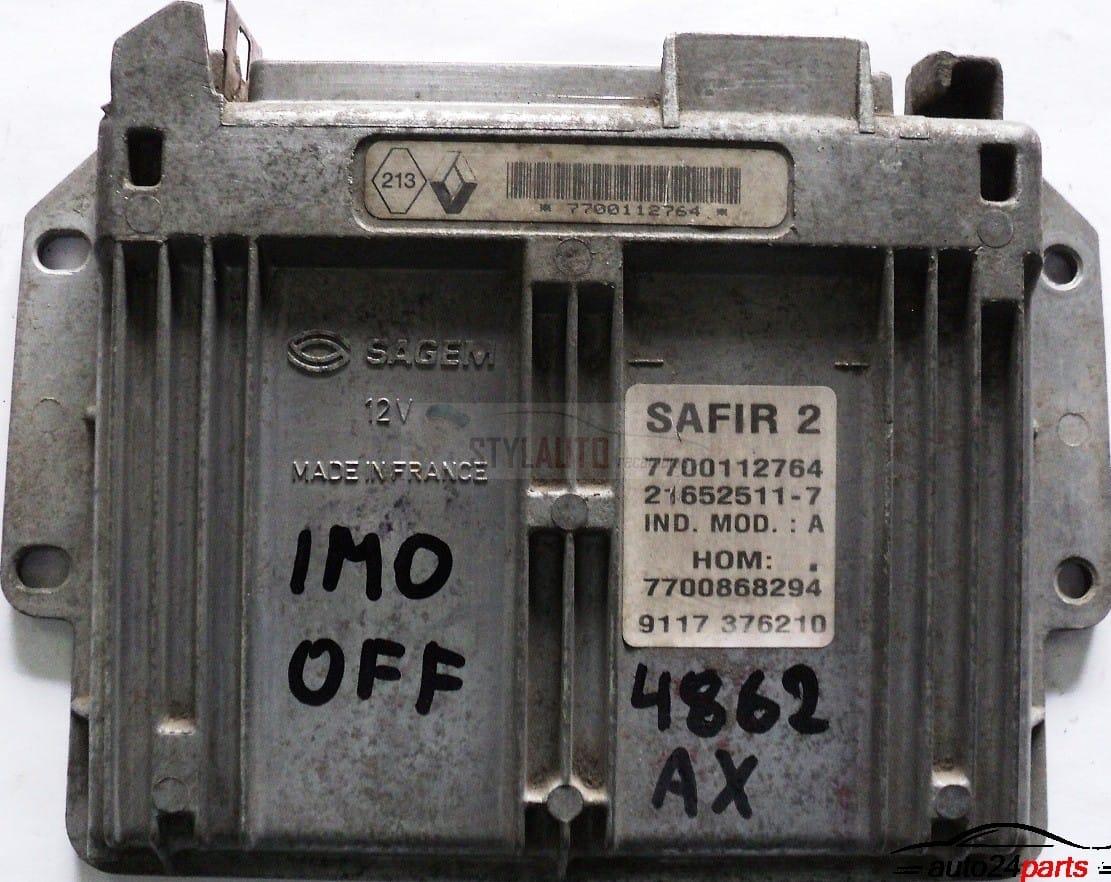 213
* 7700112764 *
SAGEM
12V
MADE IN FRANCE
STYLAUTO
SAFIR 2
7700112764
21652511-7
IND. MOD. : A
HOM: .
7700868294
9117 376210
IMO
OFF
4862
AX
auto24parts